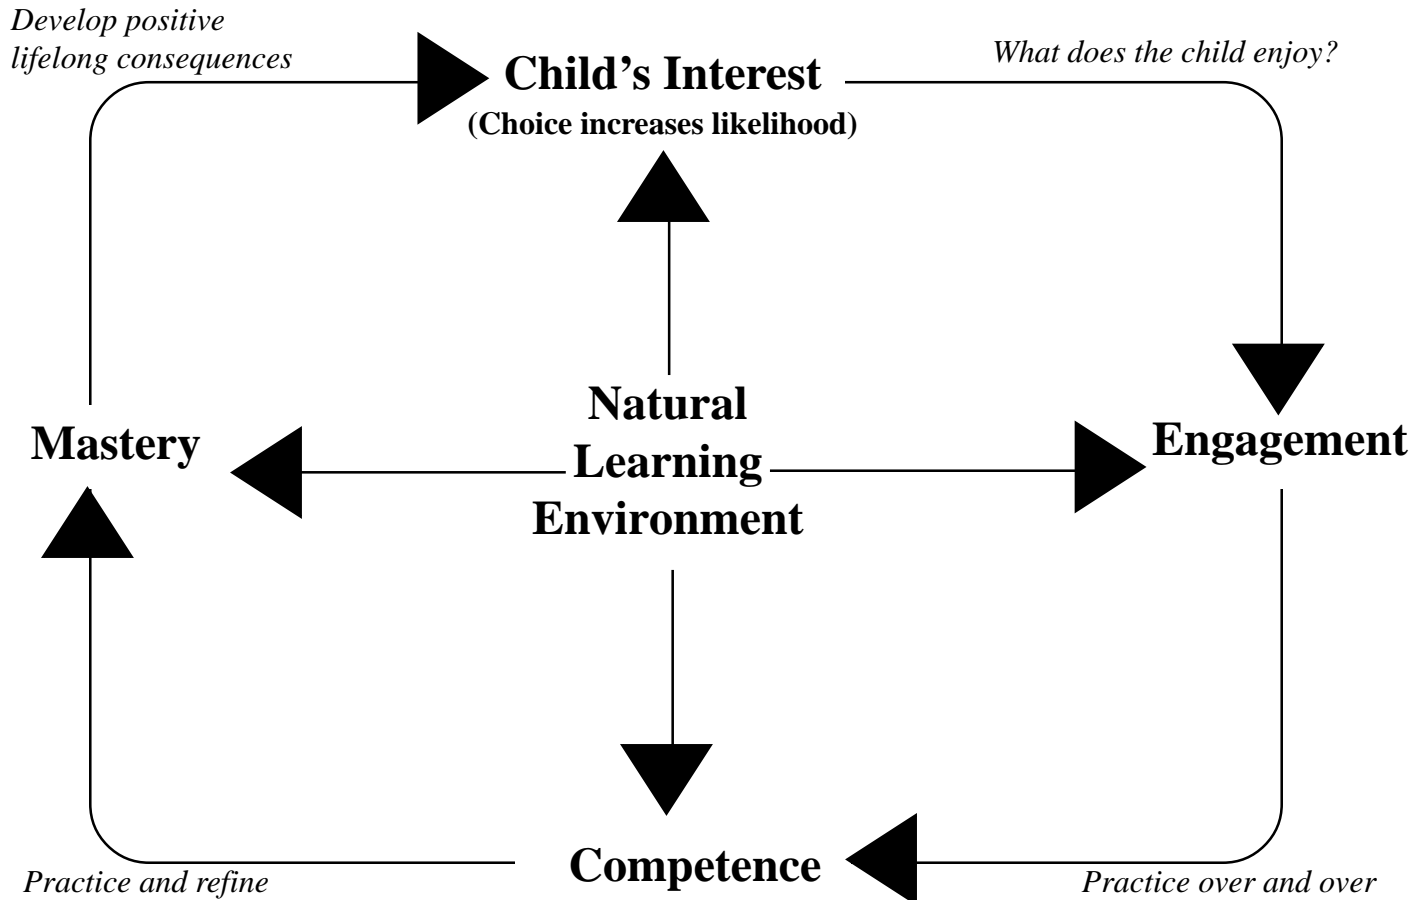 Develop positive
lifelong consequences
Child’s Interest
(Choice increases likelihood)
What does the child enjoy?
Mastery
Natural
Learning
Environment
Engagement
Practice and refine
Competence
Practice over and over